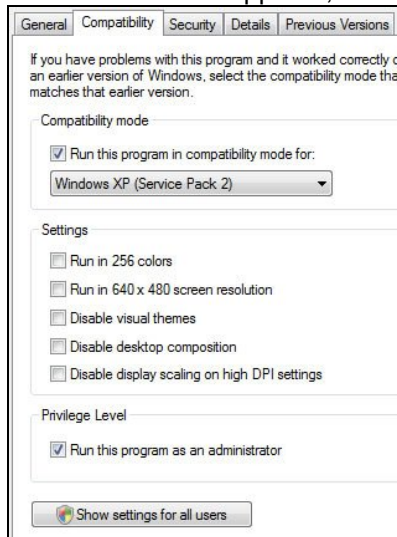 General Compatibility Security Details Previous Versions
If you have problems with this program and it worked correctly
an earlier version of Windows, select the compatibility mode
matches that earlier version.
Compatibility mode
Run this program in compatibility mode for:
Windows XP (Service Pack 2)
Settings
Run in 256 colors
Run in 640 x 480 screen resolution
Disable visual themes
Disable desktop composition
Disable display scaling on high DPI settings
Privilege Level
Run this program as an administrator
Show settings for all users